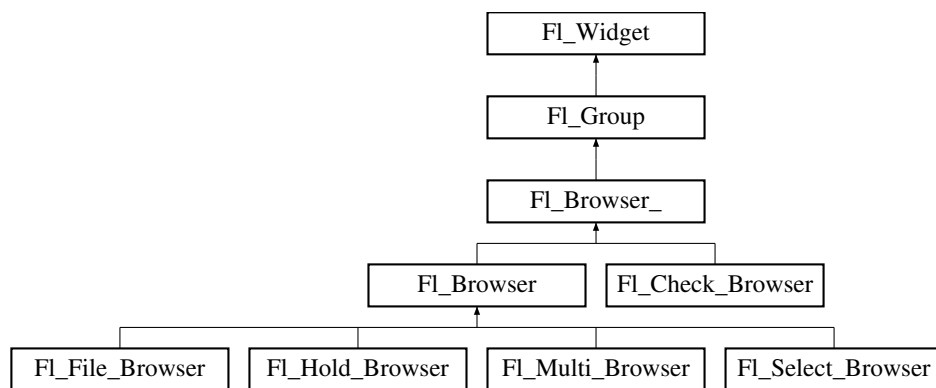 Fl_Widget
Fl_Group
Fl_Browser_
Fl_Browser
Fl_Check_Browser
Fl_File_Browser
Fl_Hold_Browser
Fl_Multi_Browser
Fl_Select_Browser